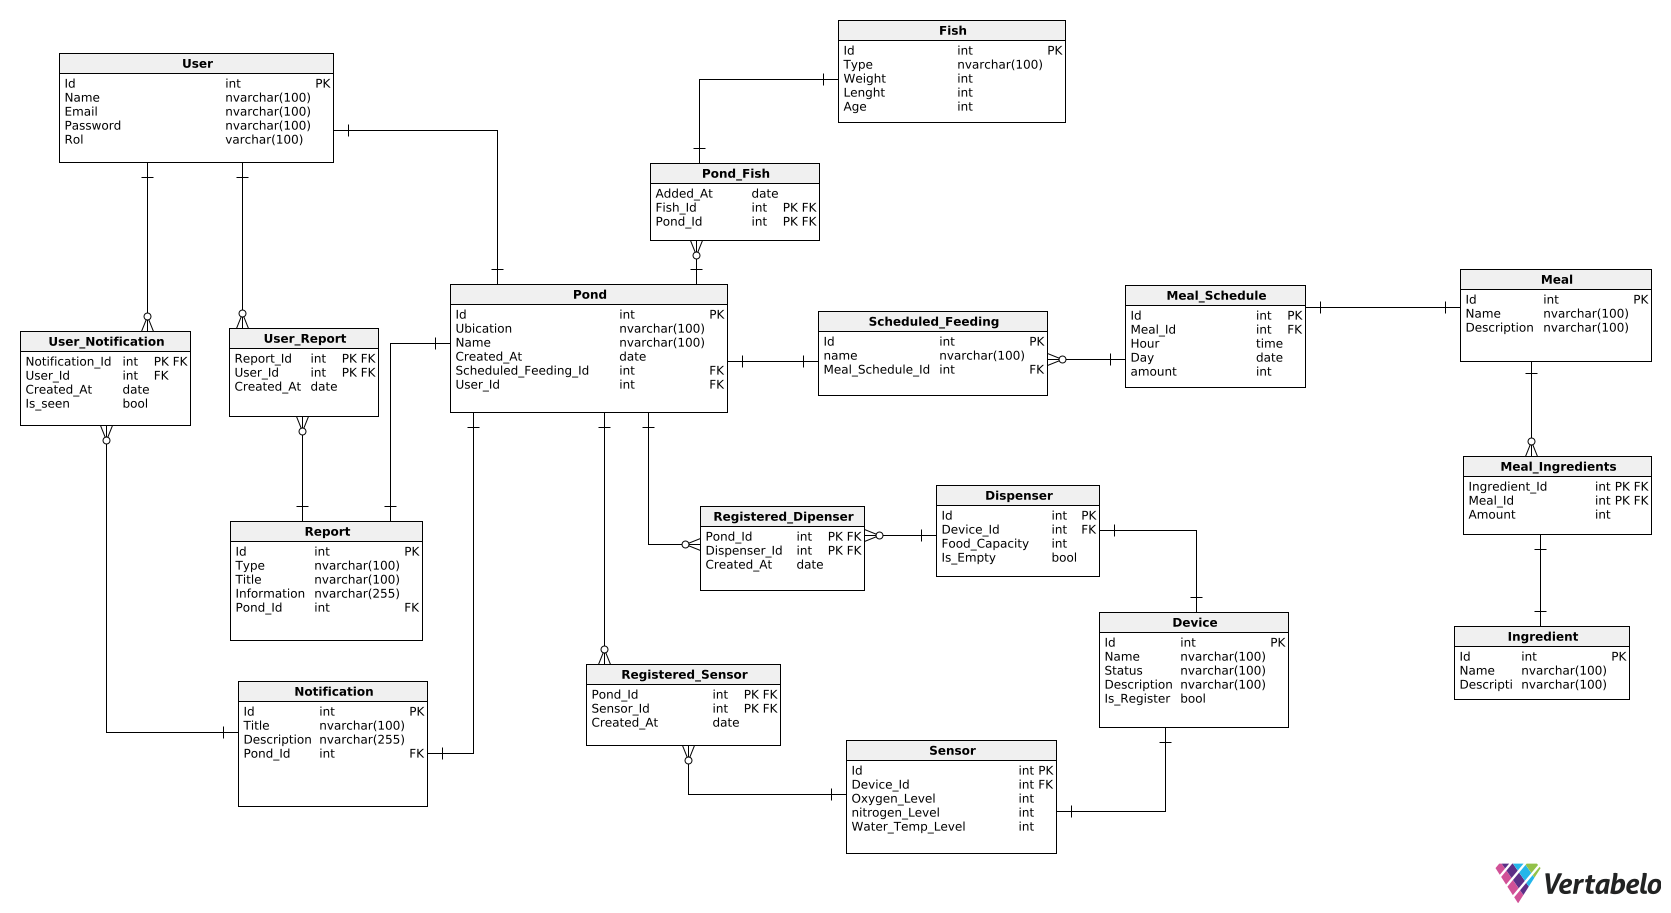 Fish
Id int PK
Type nvarchar(100)
Weight int
Lenght int
Age int
User
Id int PK
Name nvarchar(100)
Email nvarchar(100)
Password nvarchar(100)
Rol varchar(100)
Pond_Fish
Added_At date
Fish_Id int PK FK
Pond_Id int PK FK
Pond
Id int PK
Ubication nvarchar(100)
Name nvarchar(100)
Created_At date
Scheduled_Feeding_Id int FK
User_Id int FK
Scheduled_Feeding
Id int PK
name nvarchar(100)
Meal_Schedule_Id int FK
Meal_Schedule
Id int PK
Meal_Id int FK
Hour time
Day date
amount int
Meal
Id int PK
Name nvarchar(100)
Description nvarchar(100)
User_Notification
Notification_Id int PK FK
User_Id int FK
Created_At date
Is_seen bool
User_Report
Report_Id int PK FK
User_Id int PK FK
Created_At date
Meal_Ingredients
Ingredient_Id int PK FK
Meal_Id int PK FK
Amount int
Report
Id int PK
Type nvarchar(100)
Title nvarchar(100)
Information nvarchar(255)
Pond_Id int FK
Registered_Dipenser
Pond_Id int PK FK
Dispenser_Id int PK FK
Created_At date
Dispenser
Id int PK
Device_Id int FK
Food_Capacity int
Is_Empty bool
Device
Id int PK
Name nvarchar(100)
Status nvarchar(100)
Description nvarchar(100)
Is_Register bool
Ingredient
Id int PK
Name nvarchar(100)
Descripti nvarchar(100)
Notification
Id int PK
Title nvarchar(100)
Description nvarchar(255)
Pond_Id int FK
Registered_Sensor
Pond_Id int PK FK
Sensor_Id int PK FK
Created_At date
Sensor
Id int PK
Device_Id int FK
Oxygen_Level int
nitrogen_Level int
Water_Temp_Level int
Vertabelo